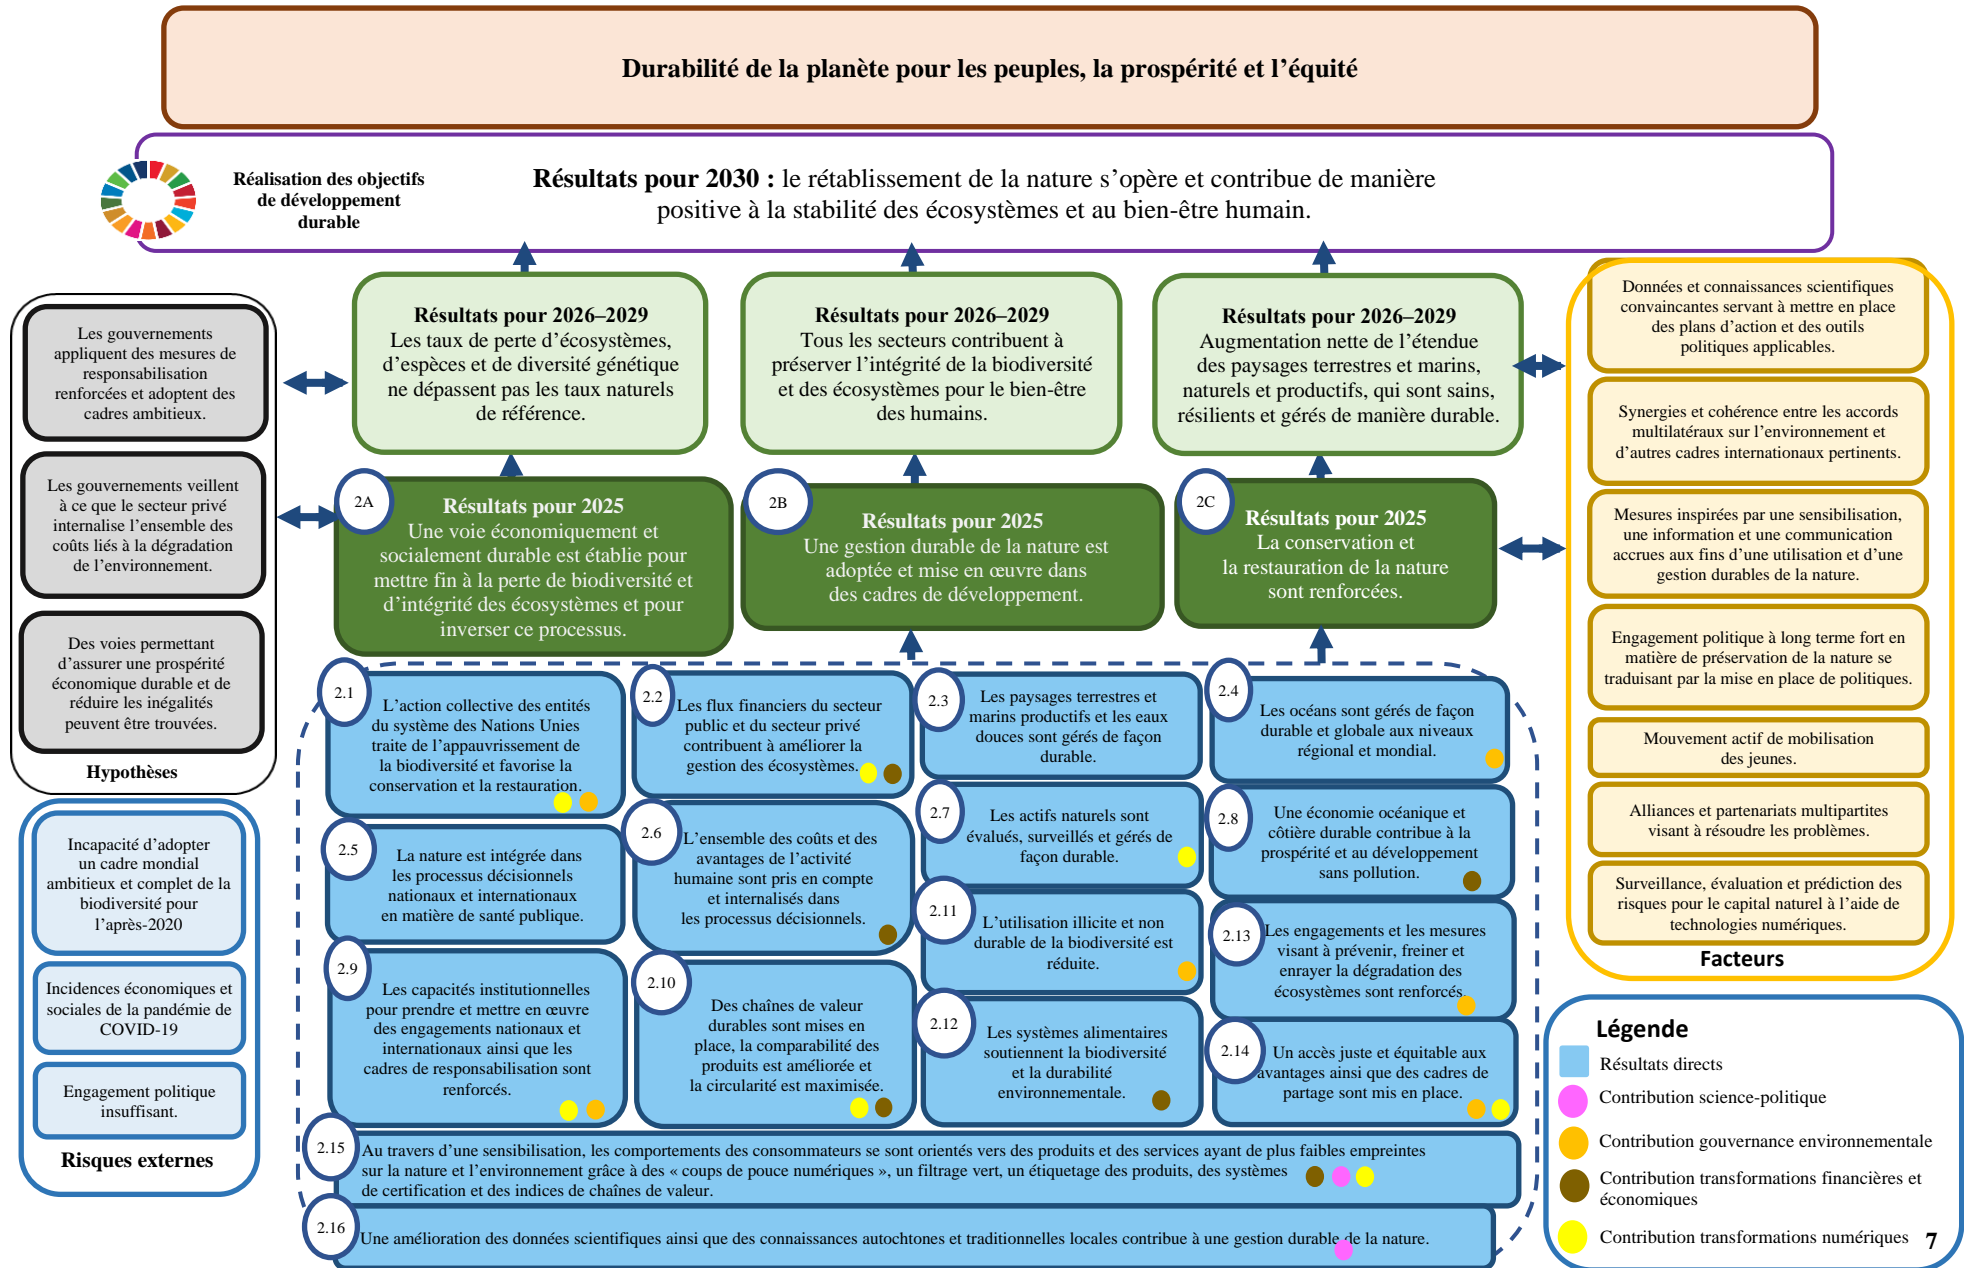 Durabilité de la planète pour les peuples, la prospérité et l’équité
Réalisation des objectifs
de développement
durable
Résultats pour 2030 : le rétablissement de la nature s’opère et contribue de manière
positive à la stabilité des écosystèmes et au bien-être humain.
Les gouvernements
appliquent des mesures de
responsabilisation
renforcées et adoptent des
cadres ambitieux.
Les gouvernements veillent
à ce que le secteur privé
internalise l’ensemble des
coûts liés à la dégradation
de l’environnement.
Des voies permettant
d’assurer une prospérité
économique durable et de
réduire les inégalités
peuvent être trouvées.
Hypothèses
Incapacité d’adopter
un cadre mondial
ambitieux et complet de la
biodiversité pour
l’après-2020
Incidences économiques et
sociales de la pandémie de
COVID-19
Engagement politique
insuffisant.
Risques externes
Résultats pour 2026–2029
Les taux de perte d’écosystèmes,
d’espèces et de diversité génétique
ne dépassent pas les taux naturels
de référence.
Résultats pour 2026–2029
Tous les secteurs contribuent à
préserver l’intégrité de la biodiversité
et des écosystèmes pour le bien-être
des humains.
Résultats pour 2026–2029
Augmentation nette de l’étendue
des paysages terrestres et marins,
naturels et productifs, qui sont sains,
résilients et gérés de manière durable.
2A
Résultats pour 2025
Une voie économiquement et
socialement durable est établie pour
mettre fin à la perte de biodiversité et
d’intégrité des écosystèmes et pour
inverser ce processus.
2B
Résultats pour 2025
Une gestion durable de la nature est
adoptée et mise en œuvre dans
des cadres de développement.
2C
Résultats pour 2025
La conservation et
la restauration de la nature
sont renforcées.
2.1
L’action collective des entités
du système des Nations Unies
traite de l’appauvrissement de
la biodiversité et favorise la
conservation et la restauration.
2.2
Les flux financiers du secteur
public et du secteur privé
contribuent à améliorer la
gestion des écosystèmes.
2.3
Les paysages terrestres et
marins productifs et les eaux
douces sont gérés de façon
durable.
2.4
Les océans sont gérés de façon
durable et globale aux niveaux
régional et mondial.
2.5
La nature est intégrée dans
les processus décisionnels
nationaux et internationaux
en matière de santé publique.
2.6
L’ensemble des coûts et des
avantages de l’activité
humaine sont pris en compte
et internalisés dans
les processus décisionnels.
2.7
Les actifs naturels sont
évalués, surveillés et gérés de
façon durable.
2.8
Une économie océanique et
côtière durable contribue à la
prospérité et au développement
sans pollution.
2.9
Les capacités institutionnelles
pour prendre et mettre en œuvre
des engagements nationaux et
internationaux ainsi que les
cadres de responsabilisation sont
renforcés.
2.10
Des chaînes de valeur
durables sont mises en
place, la comparabilité des
produits est améliorée et
la circularité est maximisée.
2.11
L’utilisation illicite et non
durable de la biodiversité est
réduite.
2.12
Les systèmes alimentaires
soutiennent la biodiversité
et la durabilité
environnementale.
2.13
Les engagements et les mesures
visant à prévenir, freiner et
enrayer la dégradation des
écosystèmes sont renforcés.
2.14
Un accès juste et équitable aux
avantages ainsi que des cadres de
partage sont mis en place.
2.15
Au travers d’une sensibilisation, les comportements des consommateurs se sont orientés vers des produits et des services ayant de plus faibles empreintes
sur la nature et l’environnement grâce à des « coups de pouce numériques », un filtrage vert, un étiquetage des produits, des systèmes
de certification et des indices de chaînes de valeur.
2.16
Une amélioration des données scientifiques ainsi que des connaissances autochtones et traditionnelles locales contribue à une gestion durable de la nature.
Données et connaissances scientifiques
convaincantes servant à mettre en place
des plans d’action et des outils
politiques applicables.
Synergies et cohérence entre les accords
multilatéraux sur l’environnement et
d’autres cadres internationaux pertinents.
Mesures inspirées par une sensibilisation,
une information et une communication
accrues aux fins d’une utilisation et d’une
gestion durables de la nature.
Engagement politique à long terme fort en
matière de préservation de la nature se
traduisant par la mise en place de politiques.
Mouvement actif de mobilisation
des jeunes.
Alliances et partenariats multipartites
visant à résoudre les problèmes.
Surveillance, évaluation et prédiction des
risques pour le capital naturel à l’aide de
technologies numériques.
Facteurs
Légende
Résultats directs
Contribution science-politique
Contribution gouvernance environnementale
Contribution transformations financières et
économiques
Contribution transformations numériques
7